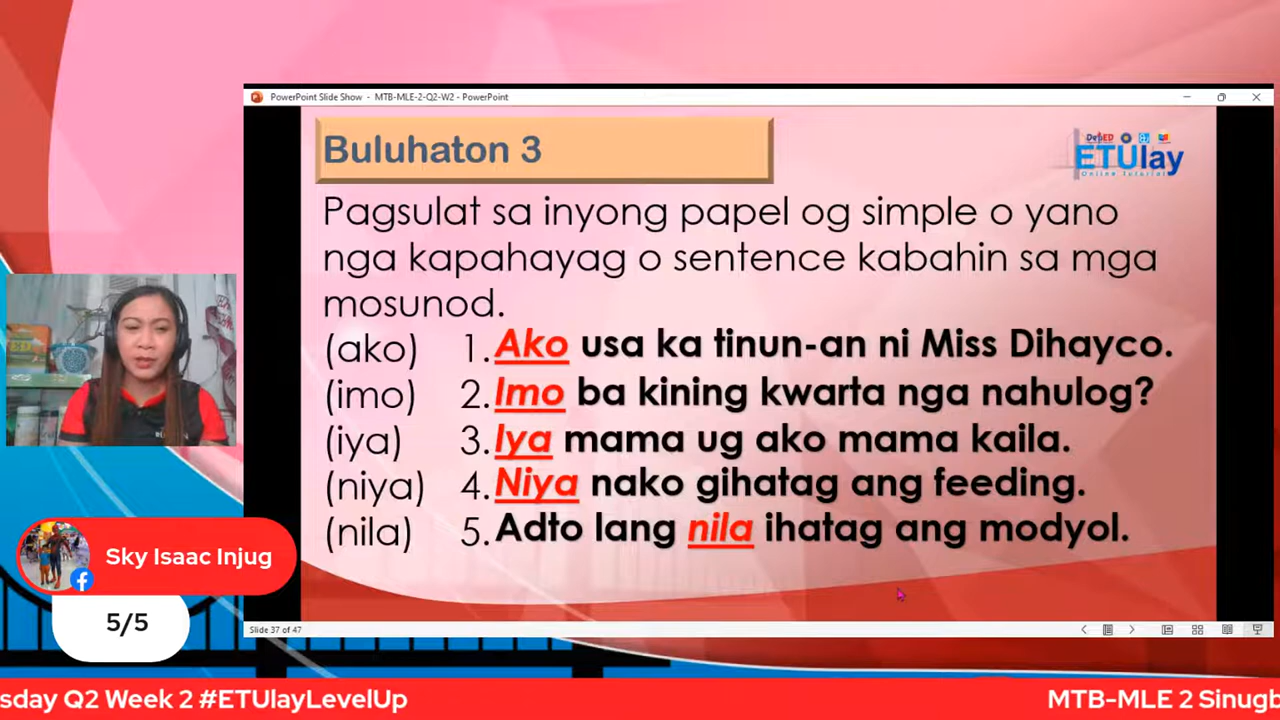 PowerPoint Slide Show - MTB-MLE-2-Q2-W2 - PowerPoint
Buluhaton 3
DepED
ETUlay
Online Tutorial
Pagsulat sa inyong papel og simple o yano
nga kapahayag o sentence kabahin sa mga
mosunod.
(ako) 1. Ako usa ka tinun-an ni Miss Dihayco.
(imo) 2. Imo ba kining kwarta nga nahulog?
(iya) 3. Iya mama ug ako mama kaila.
(niya) 4. Niya nako gihatag ang feeding.
(nila) 5. Adto lang nila ihatag ang modyol.
Sky Isaac Injug
5/5
Slide 37 of 47
sday Q2 Week 2 #ETUlayLevelUp
MTB-MLE 2 Sinugb